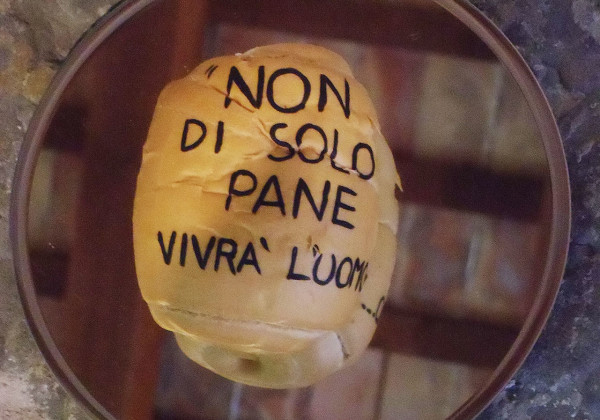 "NON
DI SOLO
PANE
VIVRA' L'UOM